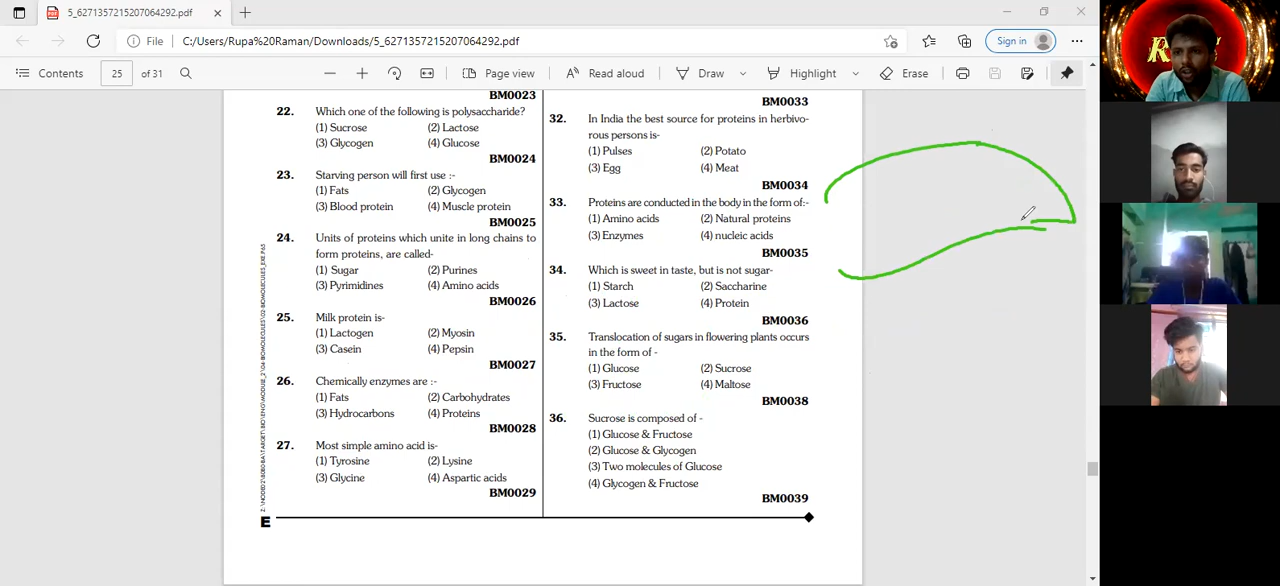 5_6271357215207064292.pdf
File C:/Users/Rupa%20Raman/Downloads/5_6271357215207064292.pdf
Sign in
Contents 25 of 31 Page view Read aloud Draw Highlight Erase
BM0023
22. Which one of the following is polysaccharide?
(1) Sucrose (2) Lactose
(3) Glycogen (4) Glucose
BM0024
23. Starving person will first use :-
(1) Fats (2) Glycogen
(3) Blood protein (4) Muscle protein
BM0025
24. Units of proteins which unite in long chains to
form proteins, are called-
(1) Sugar (2) Purines
(3) Pyrimidines (4) Amino acids
BM0026
25. Milk protein is-
(1) Lactogen (2) Myosin
(3) Casein (4) Pepsin
BM0027
26. Chemically enzymes are :-
(1) Fats (2) Carbohydrates
(3) Hydrocarbons (4) Proteins
BM0028
27. Most simple amino acid is-
(1) Tyrosine (2) Lysine
(3) Glycine (4) Aspartic acids
BM0029
E
BM0033
32. In India the best source for proteins in herbivo-
rous persons is-
(1) Pulses (2) Potato
(3) Egg (4) Meat
BM0034
33. Proteins are conducted in the body in the form of:-
(1) Amino acids (2) Natural proteins
(3) Enzymes (4) nucleic acids
BM0035
34. Which is sweet in taste, but is not sugar-
(1) Starch (2) Saccharine
(3) Lactose (4) Protein
BM0036
35. Translocation of sugars in flowering plants occurs
in the form of -
(1) Glucose (2) Sucrose
(3) Fructose (4) Maltose
BM0038
36. Sucrose is composed of -
(1) Glucose & Fructose
(2) Glucose & Glycogen
(3) Two molecules of Glucose
(4) Glycogen & Fructose
BM0039